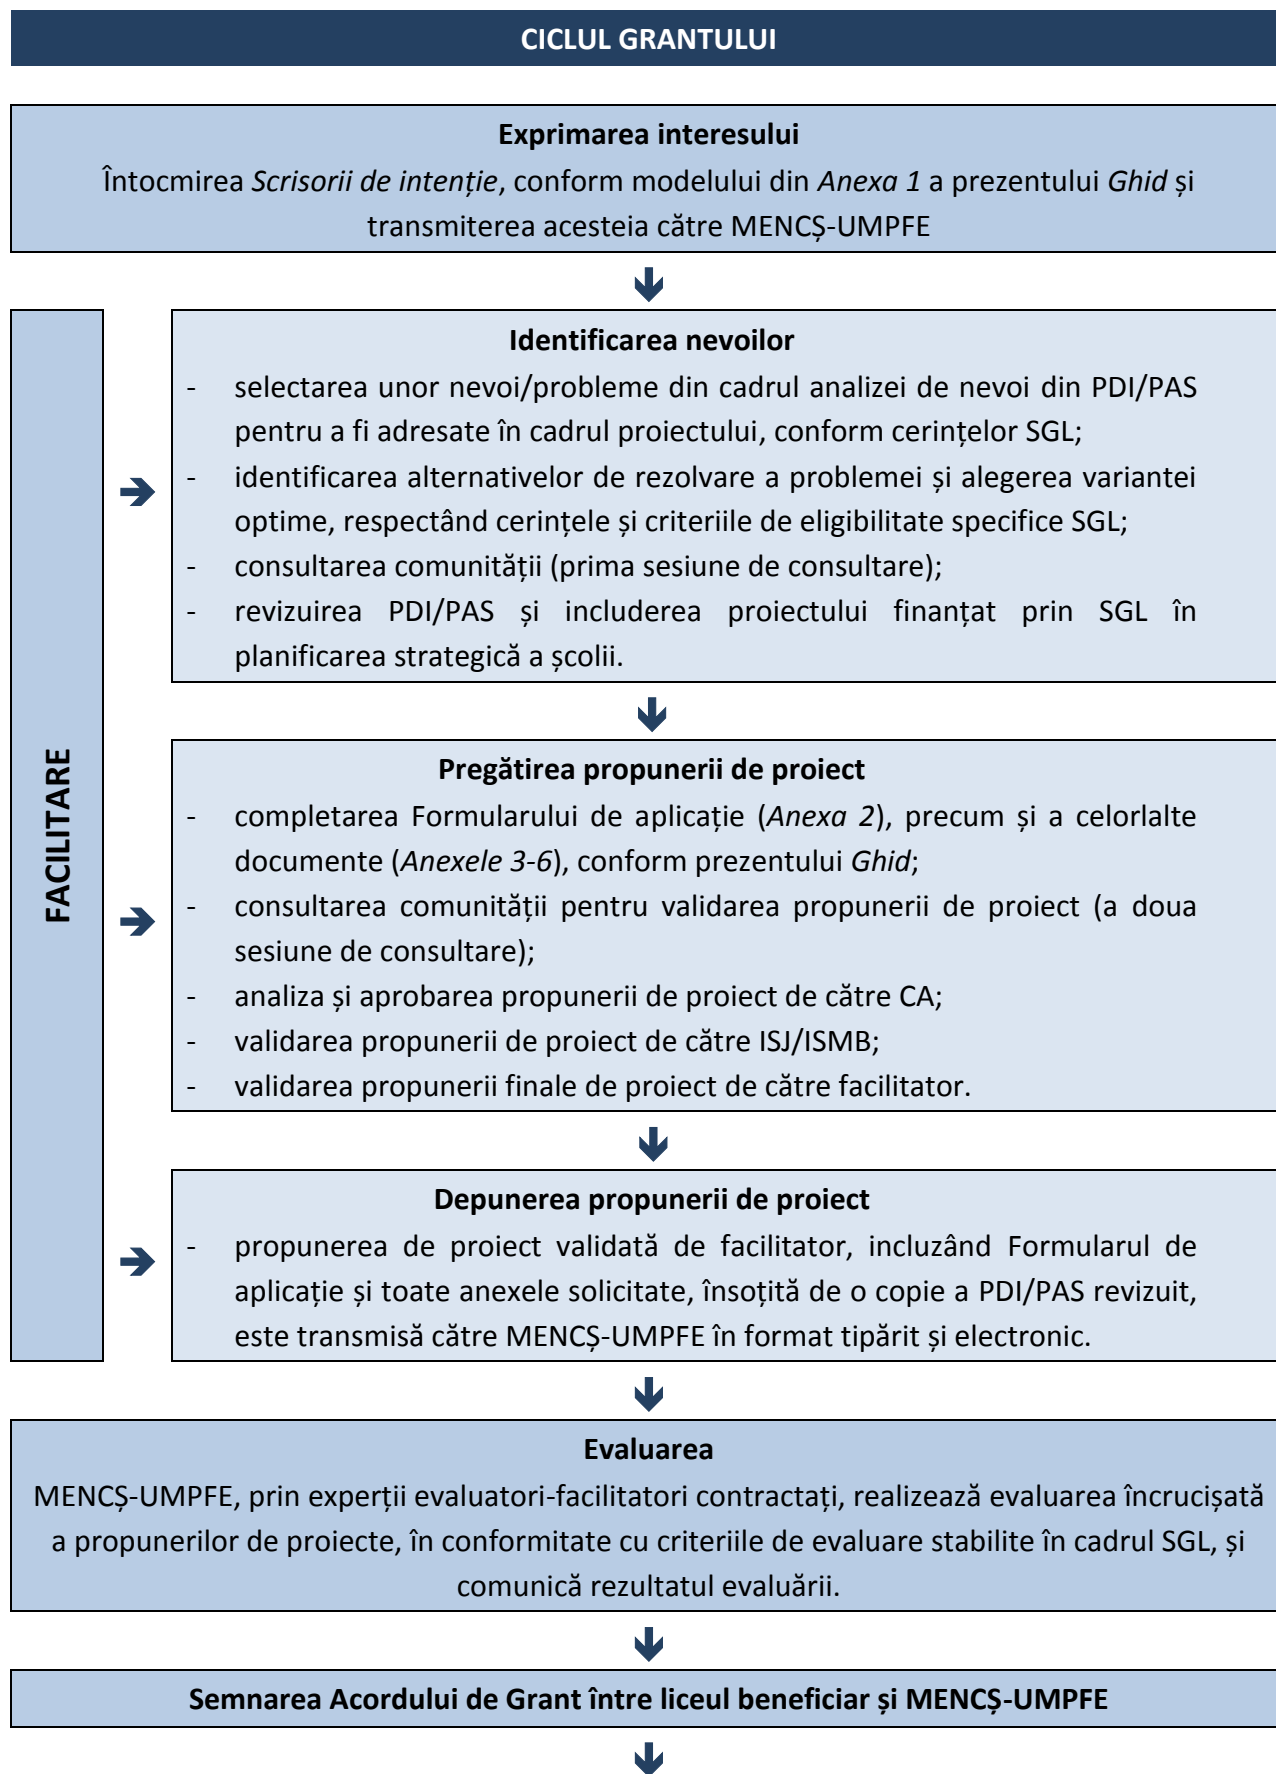 CICLUL GRANTULUI
Exprimarea interesului
Întocmirea Scrisorii de intenție, conform modelului din Anexa 1 a prezentului Ghid și
transmiterea acesteia către MENCȘ-UMPFE
FACILITARE
Identificarea nevoilor
- selectarea unor nevoi/probleme din cadrul analizei de nevoi din PDI/PAS
pentru a fi adresate în cadrul proiectului, conform cerințelor SGL;
- identificarea alternativelor de rezolvare a problemei și alegerea variantei
optime, respectând cerințele și criteriile de eligibilitate specifice SGL;
- consultarea comunității (prima sesiune de consultare);
- revizuirea PDI/PAS și includerea proiectului finanțat prin SGL în
planificarea strategică a școlii.
Pregătirea propunerii de proiect
- completarea Formularului de aplicație (Anexa 2), precum și a celorlalte
documente (Anexele 3-6), conform prezentului Ghid;
- consultarea comunității pentru validarea propunerii de proiect (a doua
sesiune de consultare);
- analiza și aprobarea propunerii de proiect de către CA;
- validarea propunerii de proiect de către ISJ/ISMB;
- validarea propunerii finale de proiect de către facilitator.
Depunerea propunerii de proiect
- propunerea de proiect validată de facilitator, incluzând Formularul de
aplicație și toate anexele solicitate, însoțită de o copie a PDI/PAS revizuit,
este transmisă către MENCȘ-UMPFE în format tipărit și electronic.
Evaluarea
MENCȘ-UMPFE, prin experții evaluatori-facilitatori contractați, realizează evaluarea încrucișată
a propunerilor de proiecte, în conformitate cu criteriile de evaluare stabilite în cadrul SGL, și
comunică rezultatul evaluării.
Semnarea Acordului de Grant între liceul beneficiar și MENCȘ-UMPFE